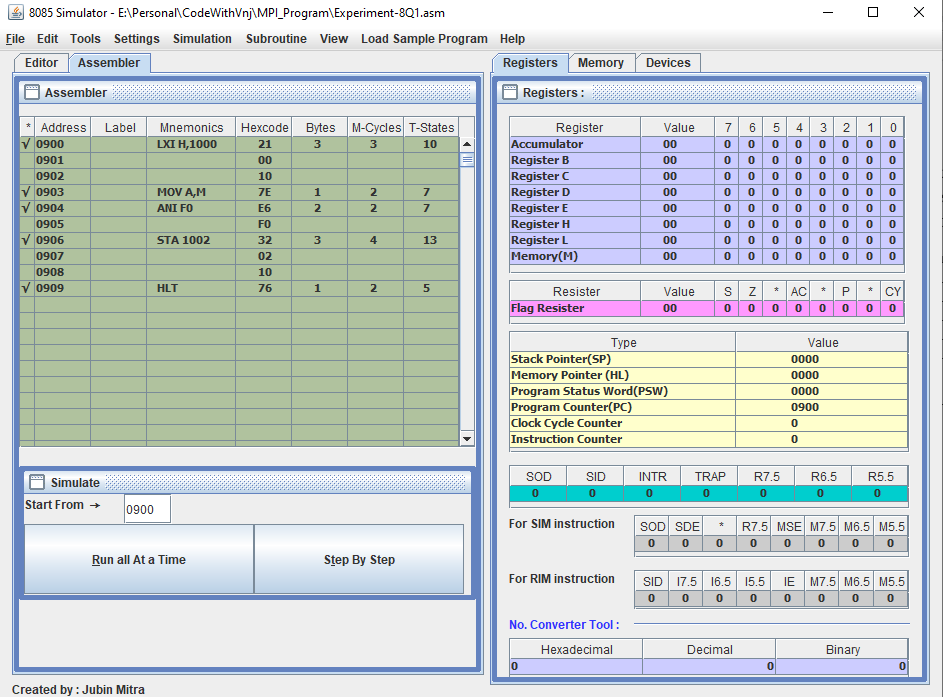 8085 Simulator - E:\Personal\CodeWithVnj\MPI_Program\Experiment-8Q1.asm
File Edit Tools Settings Simulation Subroutine View Load Sample Program Help
Editor Assembler
Assembler
* Address Label Mnemonics Hexcode Bytes M-Cycles T-States
√ 0900 LXI H,1000 21 3 3 10
0901 00
0902 10
√ 0903 MOV A,M 7E 1 2 7
√ 0904 ANI F0 E6 2 2 7
0905 F0
√ 0906 STA 1002 32 3 4 13
0907 02
0908 10
√ 0909 HLT 76 1 2 5
Simulate
Start From → 0900
Run all At a Time Step By Step
Created by : Jubin Mitra
Registers Memory Devices
Registers :
Register Value 7 6 5 4 3 2 1 0
Accumulator 00 0 0 0 0 0 0 0 0
Register B 00 0 0 0 0 0 0 0 0
Register C 00 0 0 0 0 0 0 0 0
Register D 00 0 0 0 0 0 0 0 0
Register E 00 0 0 0 0 0 0 0 0
Register H 00 0 0 0 0 0 0 0 0
Register L 00 0 0 0 0 0 0 0 0
Memory(M) 00 0 0 0 0 0 0 0 0
Resister Value S Z * AC * P * CY
Flag Resister 00 0 0 0 0 0 0 0 0
Type Value
Stack Pointer(SP) 0000
Memory Pointer (HL) 0000
Program Status Word(PSW) 0000
Program Counter(PC) 0900
Clock Cycle Counter 0
Instruction Counter 0
SOD SID INTR TRAP R7.5 R6.5 R5.5
0 0 0 0 0 0 0
For SIM instruction SOD SDE * R7.5 MSE M7.5 M6.5 M5.5
0 0 0 0 0 0 0 0
For RIM instruction SID I7.5 I6.5 I5.5 IE M7.5 M6.5 M5.5
0 0 0 0 0 0 0 0
No. Converter Tool :
Hexadecimal Decimal Binary
0 0 0